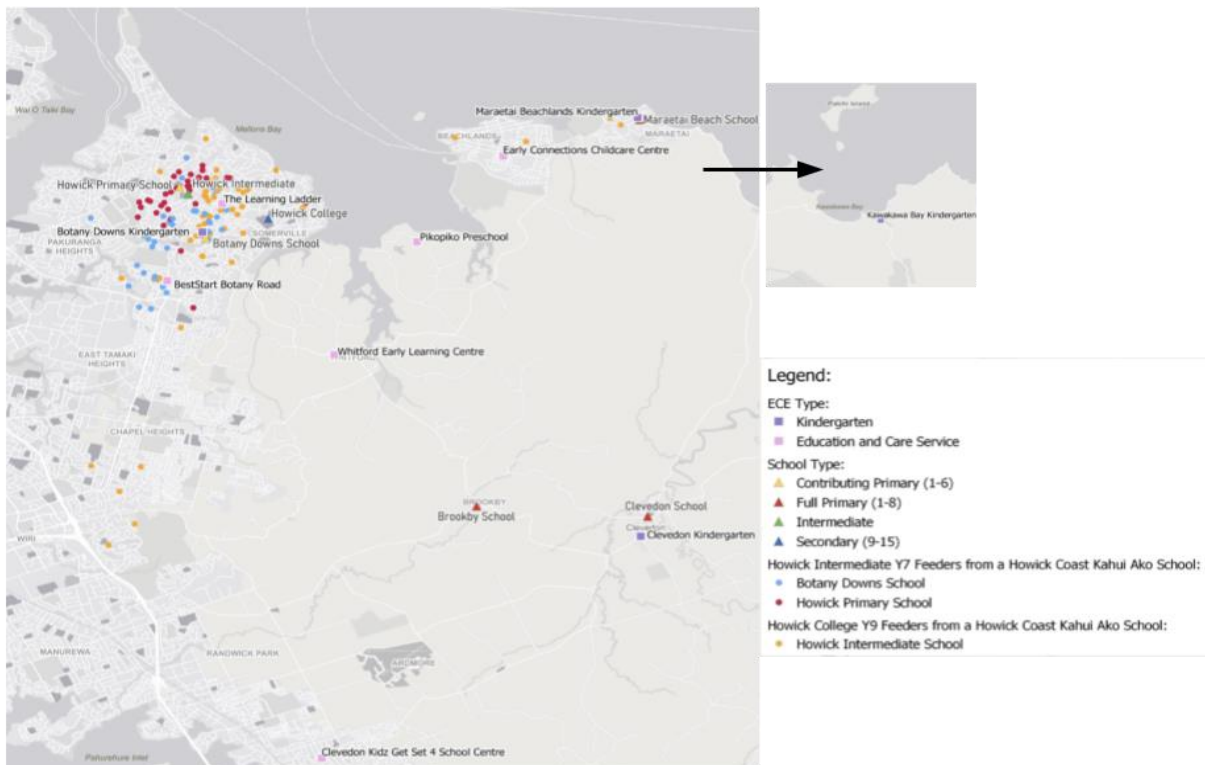 Wai O Taiki Bay
Mellons Bay
Maraetai Beachlands Kindergarten
Maraetai Beach School
MARAETAI
BEACHLANDS
Early Connections Childcare Centre
Howick Primary School
Howick Intermediate
The Learning Ladder
Howick College
Botany Downs Kindergarten
SOMERVILLE
PAKURANGA
HEIGHTS
Botany Downs School
Pikopiko Preschool
BestStart Botany Road
Whitford Early Learning Centre
EAST TAMAKI
HEIGHTS
CHAPEL HEIGHTS
BROOKBY
Brookby School
Clevedon School
Clevedon
Clevedon Kindergarten
WIRI
MANUREWA
RANDWICK PARK
ARDMORE
Clevedon Kidz Get Set 4 School Centre
Pahurehure Inlet
Kawakawa Bay
Kawakawa Bay Kindergarten
Legend:
ECE Type:
Kindergarten
Education and Care Service
School Type:
Contributing Primary (1-6)
Full Primary (1-8)
Intermediate
Secondary (9-15)
Howick Intermediate Y7 Feeders from a Howick Coast Kahui Ako School:
Botany Downs School
Howick Primary School
Howick College Y9 Feeders from a Howick Coast Kahui Ako School:
Howick Intermediate School